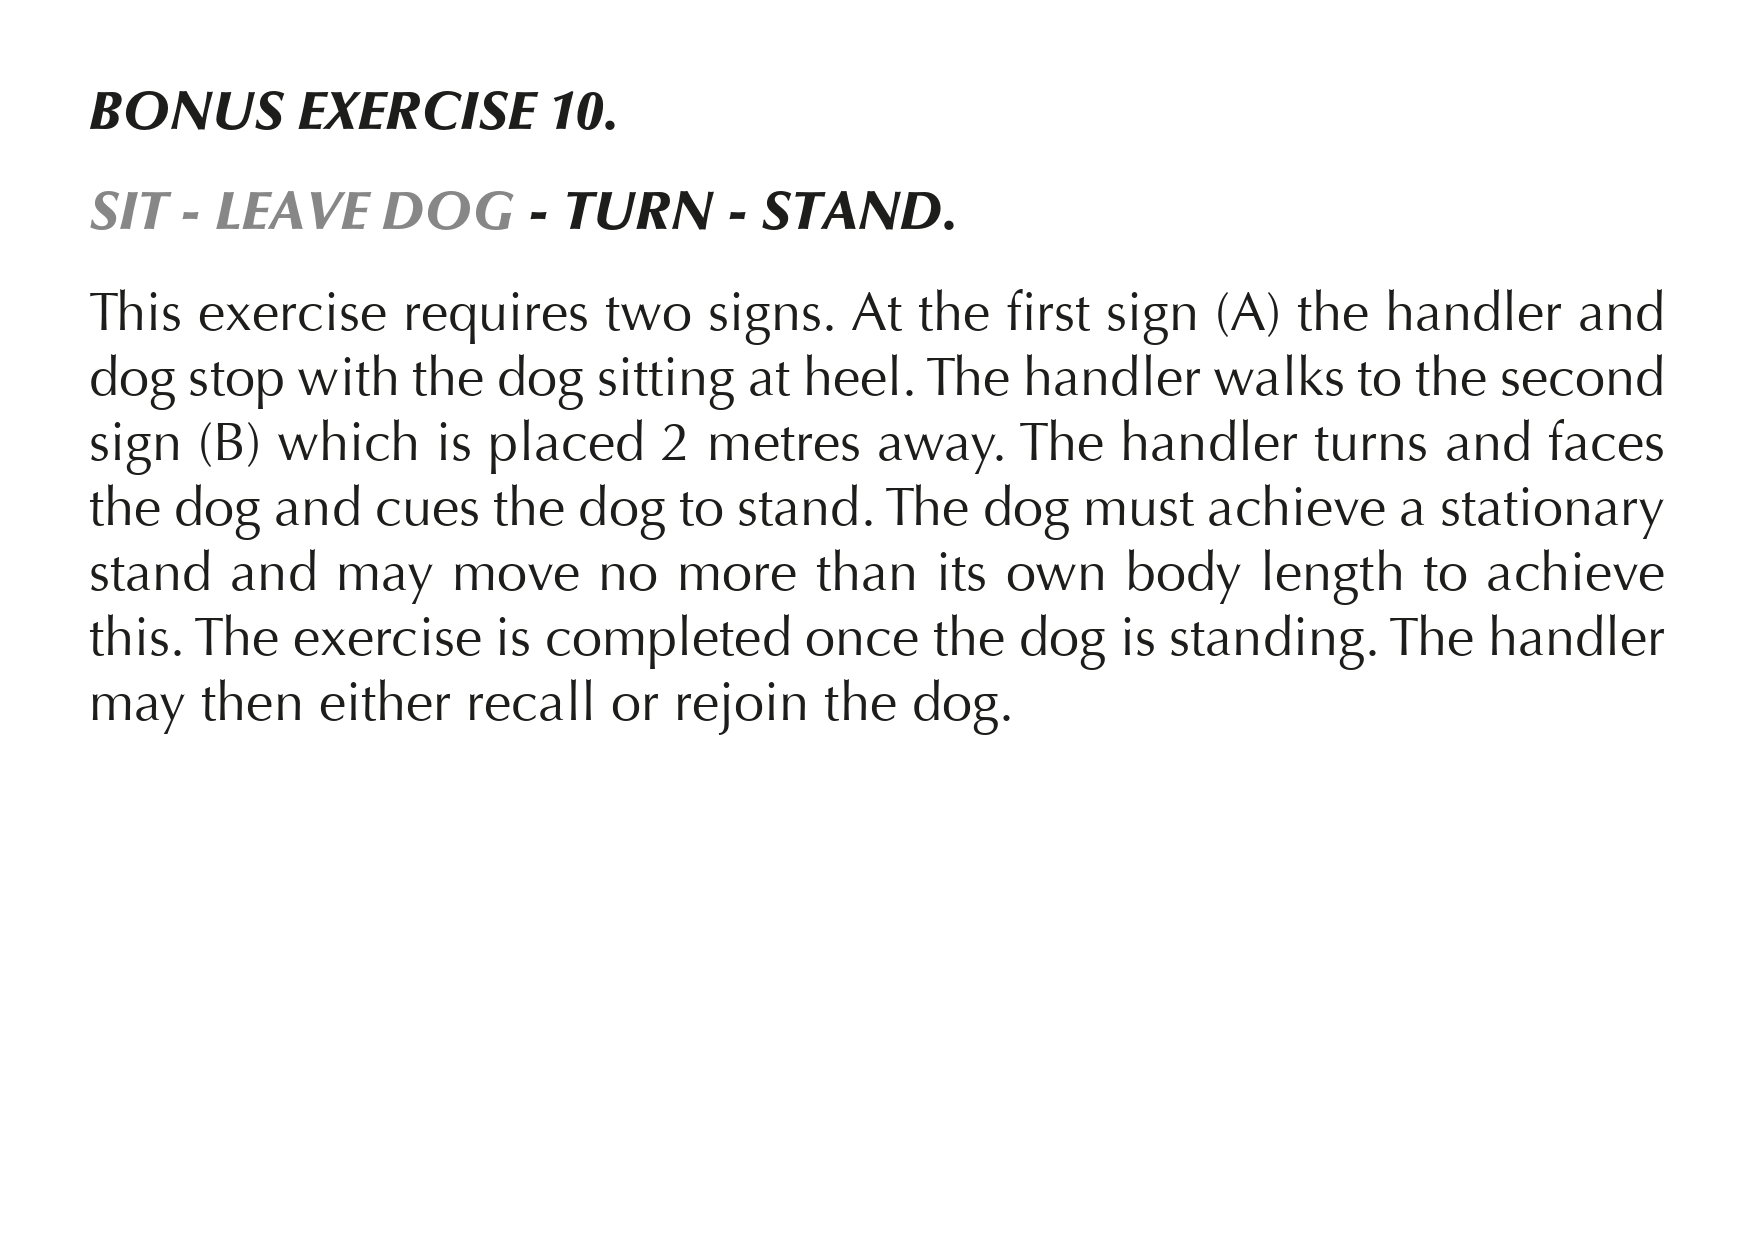 BONUS EXERCISE 10.
SIT - LEAVE DOG - TURN - STAND.
This exercise requires two signs. At the first sign (A) the handler and
dog stop with the dog sitting at heel. The handler walks to the second
sign (B) which is placed 2 metres away. The handler turns and faces
the dog and cues the dog to stand. The dog must achieve a stationary
stand and may move no more than its own body length to achieve
this. The exercise is completed once the dog is standing. The handler
may then either recall or rejoin the dog.